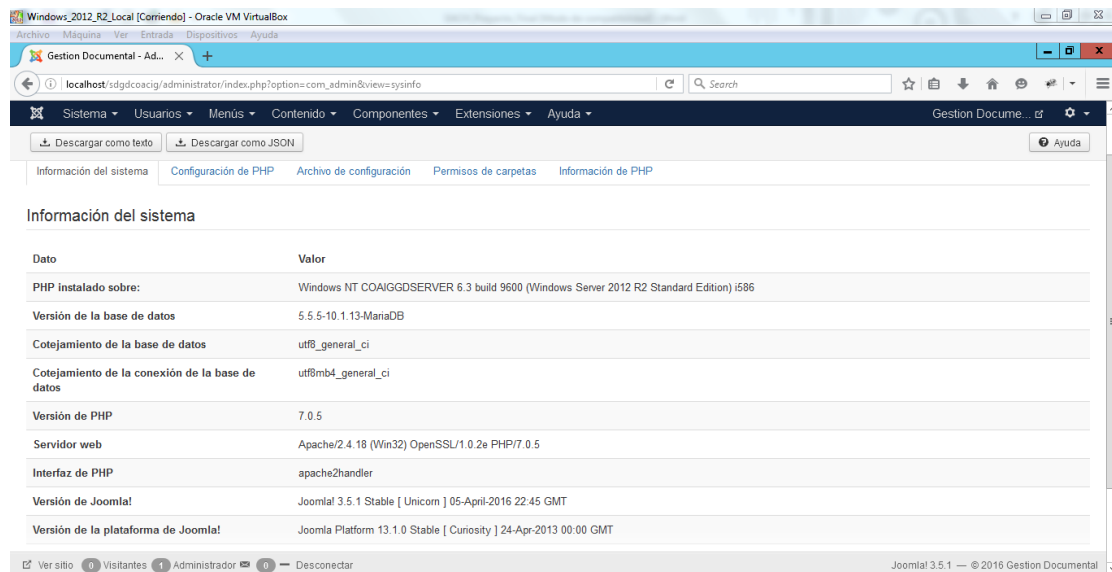 Windows_2012_R2_Local [Corriendo] - Oracle VM VirtualBox
Archivo Máquina Ver Entrada Dispositivos Ayuda
Gestion Documental - Ad...
localhost/sdgdcoacig/administrator/index.php?option=com_admin&view=sysinfo
Search
Sistema Usuarios Menús Contenido Componentes Extensiones Ayuda Gestion Docume...
Descargar como texto Descargar como JSON Ayuda
Información del sistema Configuración de PHP Archivo de configuración Permisos de carpetas Información de PHP
Información del sistema
Dato Valor
PHP instalado sobre: Windows NT COAIGGDSERVER 6.3 build 9600 (Windows Server 2012 R2 Standard Edition) i586
Versión de la base de datos 5.5.5-10.1.13-MariaDB
Cotejamiento de la base de datos utf8_general_ci
Cotejamiento de la conexión de la base de datos utf8mb4_general_ci
Versión de PHP 7.0.5
Servidor web Apache/2.4.18 (Win32) OpenSSL/1.0.2e PHP/7.0.5
Interfaz de PHP apache2handler
Versión de Joomla! Joomla! 3.5.1 Stable [ Unicorn ] 05-April-2016 22:45 GMT
Versión de la plataforma de Joomla! Joomla Platform 13.1.0 Stable [ Curiosity ] 24-Apr-2013 00:00 GMT
Ver sitio 0 Visitantes 1 Administrador 0 Desconectar Joomla! 3.5.1 — © 2016 Gestion Documental